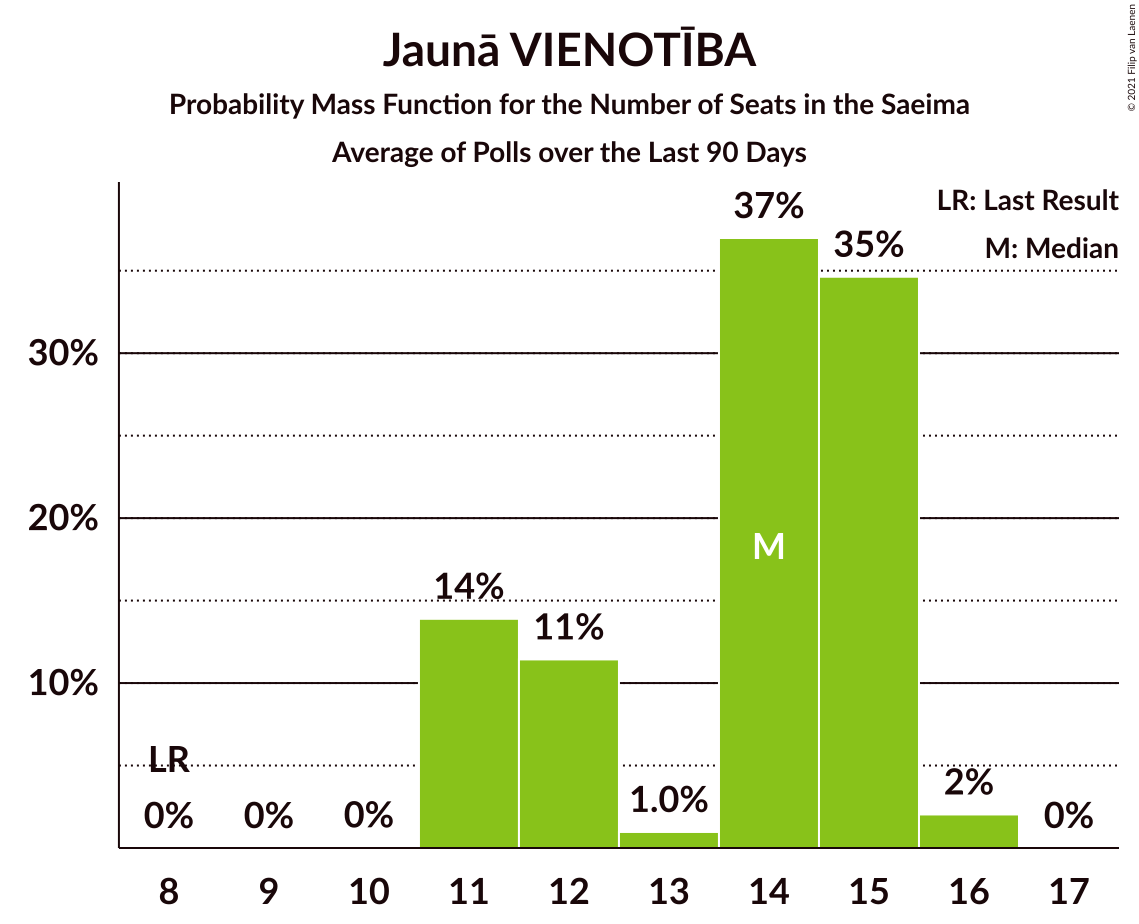 Jaunā VIENOTĪBA
Probability Mass Function for the Number of Seats in the Saeima
Average of Polls over the Last 90 Days
© 2021 Filip van Laenen
LR: Last Result
M: Median
37%
35%
30%
20%
M
14%
11%
10%
LR
0%
0%
0%
1.0%
2%
0%
8 9 10 11 12 13 14 15 16 17